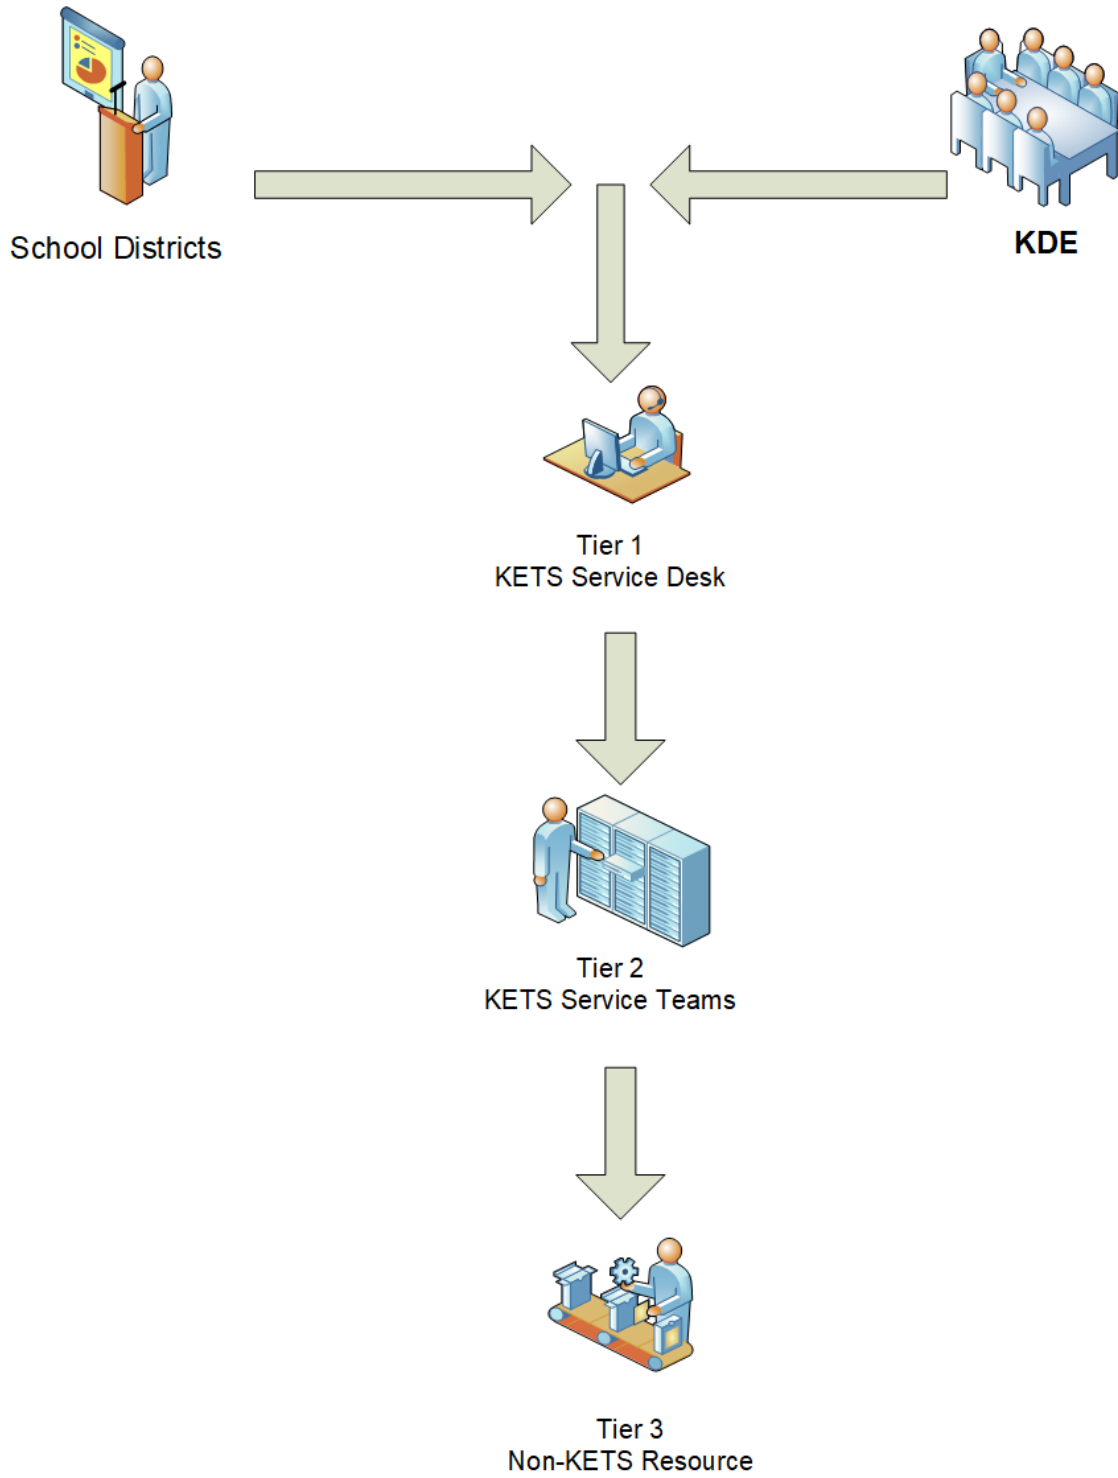 School Districts
KDE
Tier 1
KETS Service Desk
Tier 2
KETS Service Teams
Tier 3
Non-KETS Resource